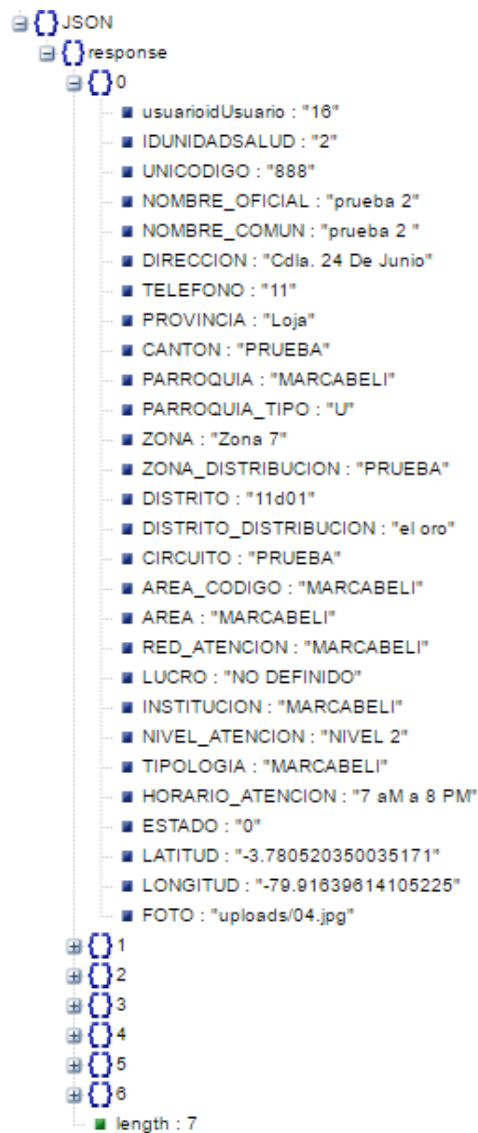 JSON
response
0
usuarioidUsuario : "16"
IDUNIDADSALUD : "2"
UNICODIGO : "888"
NOMBRE_OFICIAL : "prueba 2"
NOMBRE_COMUN : "prueba 2 "
DIRECCION : "Cdla. 24 De Junio"
TELEFONO : "11"
PROVINCIA : "Loja"
CANTON : "PRUEBA"
PARROQUIA : "MARCABELI"
PARROQUIA_TIPO : "U"
ZONA : "Zona 7"
ZONA_DISTRIBUCION : "PRUEBA"
DISTRITO : "11d01"
DISTRITO_DISTRIBUCION : "el oro"
CIRCUITO : "PRUEBA"
AREA_CODIGO : "MARCABELI"
AREA : "MARCABELI"
RED_ATENCION : "MARCABELI"
LUCRO : "NO DEFINIDO"
INSTITUCION : "MARCABELI"
NIVEL_ATENCION : "NIVEL 2"
TIPOLOGIA : "MARCABELI"
HORARIO_ATENCION : "7 aM a 8 PM"
ESTADO : "0"
LATITUD : "-3.780520350035171"
LONGITUD : "-79.91639614105225"
FOTO : "uploads/04.jpg"
1
2
3
4
5
6
length : 7